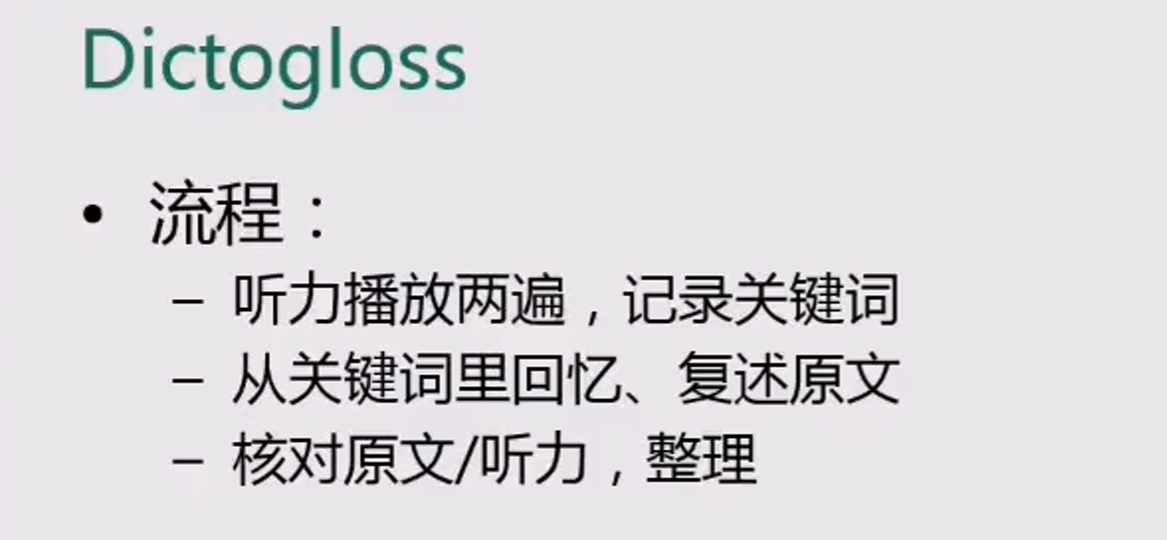 Dictogloss
• 流程：
– 听力播放两遍，记录关键词
– 从关键词里回忆、复述原文
– 核对原文/听力，整理